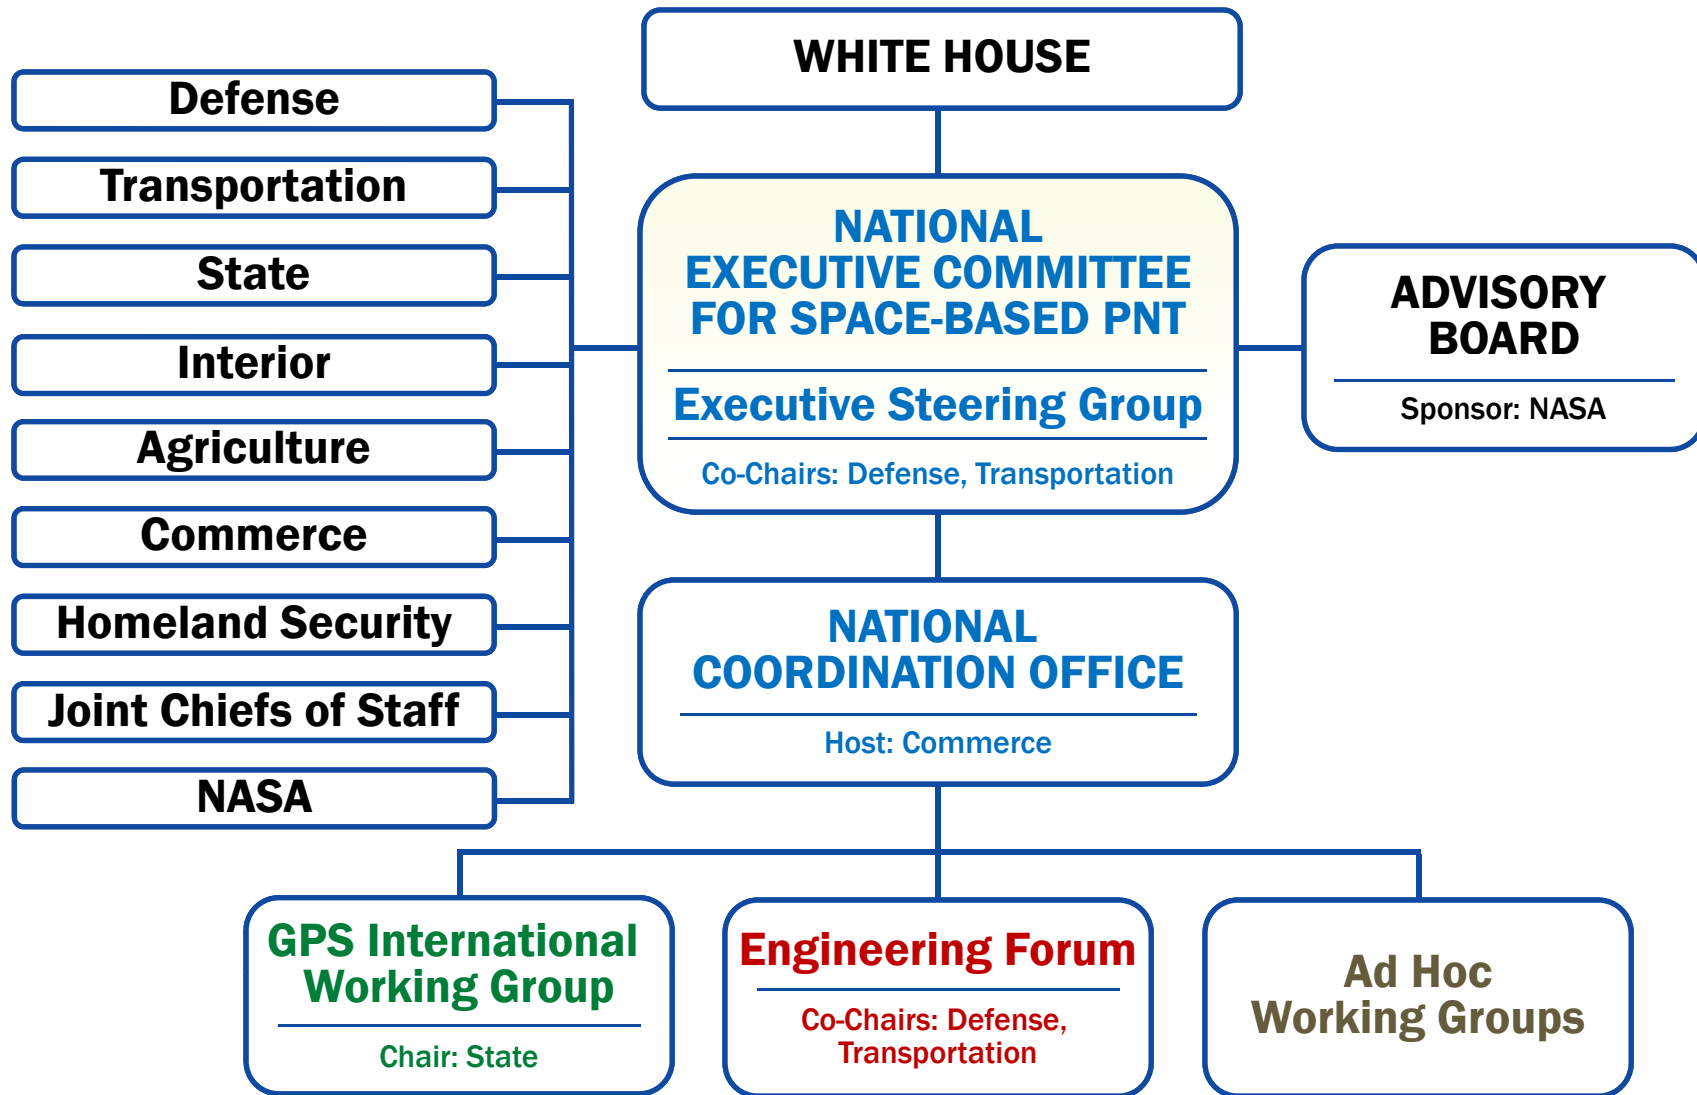 WHITE HOUSE
Defense
Transportation
State
Interior
Agriculture
Commerce
Homeland Security
Joint Chiefs of Staff
NASA
NATIONAL
EXECUTIVE COMMITTEE
FOR SPACE-BASED PNT
Executive Steering Group
Co-Chairs: Defense, Transportation
ADVISORY
BOARD
Sponsor: NASA
NATIONAL
COORDINATION OFFICE
Host: Commerce
GPS International
Working Group
Chair: State
Engineering Forum
Co-Chairs: Defense,
Transportation
Ad Hoc
Working Groups